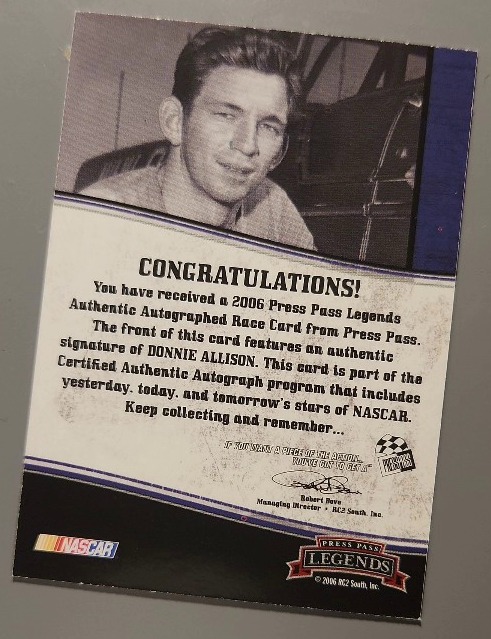 CONGRATULATIONS!
You have received a 2006 Press Pass Legends
Authentic Autographed Race Card from Press Pass.
The front of this card features an authentic
signature of DONNIE ALLISON. This card is part of the
Certified Authentic Autograph program that includes
yesterday, today, and tomorrow's stars of NASCAR.
Keep collecting and remember...
IF YOU WANT A PIECE OF THE ACTION...
YOU'VE GOT TO GET A
Robert Bove
Managing Director • RC2 South, Inc.
NASCAR
PRESS PASS
LEGENDS
© 2006 RC2 South, Inc.